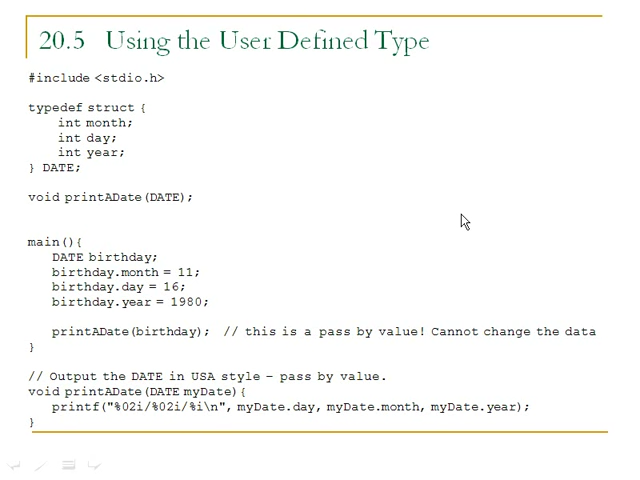 20.5 Using the User Defined Type
#include <stdio.h>
typedef struct {
int month;
int day;
int year;
} DATE;
void printADate(DATE);
main(){
DATE birthday;
birthday.month = 11;
birthday.day = 16;
birthday.year = 1980;
printADate(birthday); // this is a pass by value! Cannot change the data
}
// Output the DATE in USA style – pass by value.
void printADate(DATE myDate){
printf("%02i/%02i/%i\n", myDate.day, myDate.month, myDate.year);
}